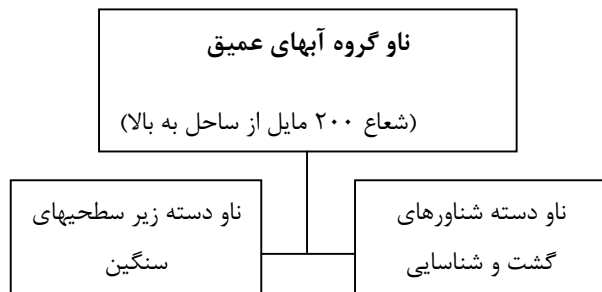 ناو گروه آبهای عمیق
(شعاع ۲۰۰ مایل از ساحل به بالا)
ناو دسته شناورهای
گشت و شناسایی
ناو دسته زیر سطحیهای
سنگین